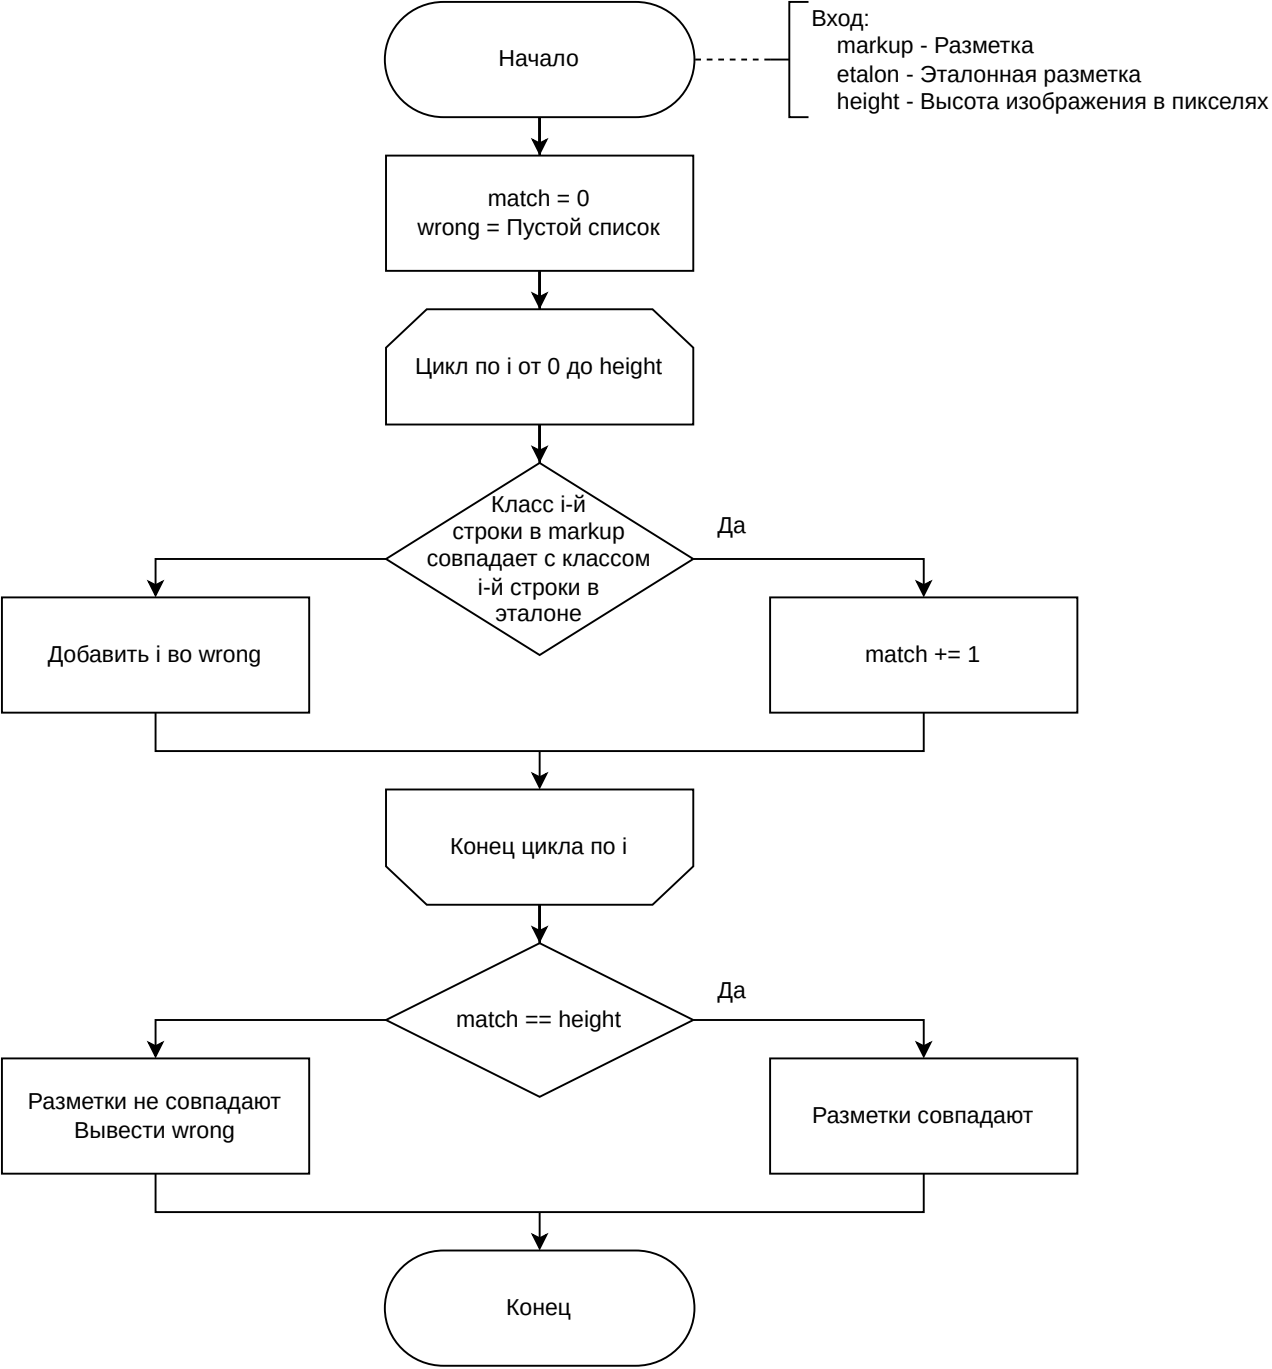 Начало
Вход:
markup - Разметка
etalon - Эталонная разметка
height - Высота изображения в пикселях
match = 0
wrong = Пустой список
Цикл по i от 0 до height
Класс i-й
строки в markup
совпадает с классом
i-й строки в
эталоне
Да
Добавить i во wrong
match += 1
Конец цикла по i
match == height
Да
Разметки не совпадают
Вывести wrong
Разметки совпадают
Конец